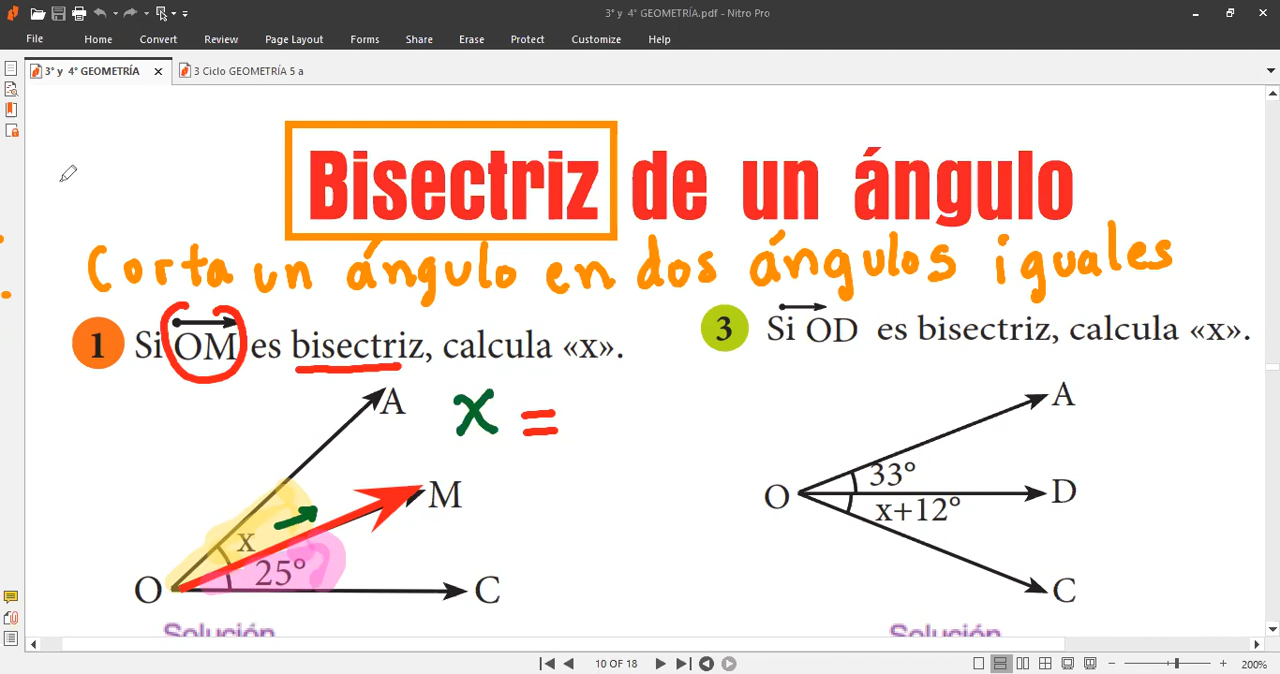 3° y 4° GEOMETRÍA.pdf - Nitro Pro
File Home Convert Review Page Layout Forms Share Erase Protect Customize Help
3° y 4° GEOMETRÍA
3 Ciclo GEOMETRÍA 5 a
Bisectriz de un ángulo
Corta un ángulo en dos ángulos iguales
1 Si OM es bisectriz, calcula «x».
A
x =
M
x
25°
O
C
Solución
3 Si OD es bisectriz, calcula «x».
A
33°
O
D
x+12°
C
Solución
10 OF 18
200%